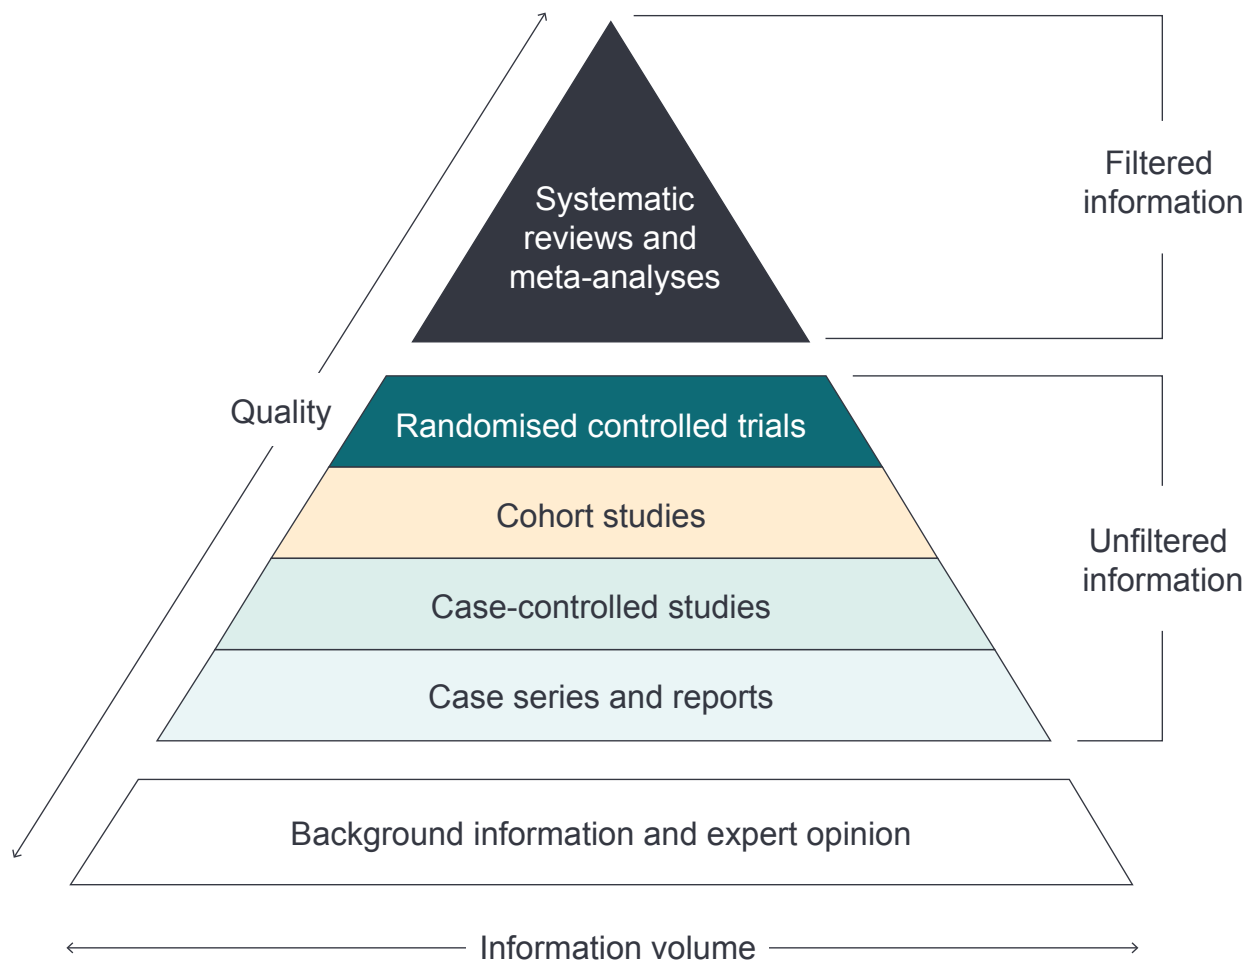 Systematic
reviews and
meta-analyses
Filtered
information
Quality
Randomised controlled trials
Cohort studies
Unfiltered
information
Case-controlled studies
Case series and reports
Background information and expert opinion
Information volume